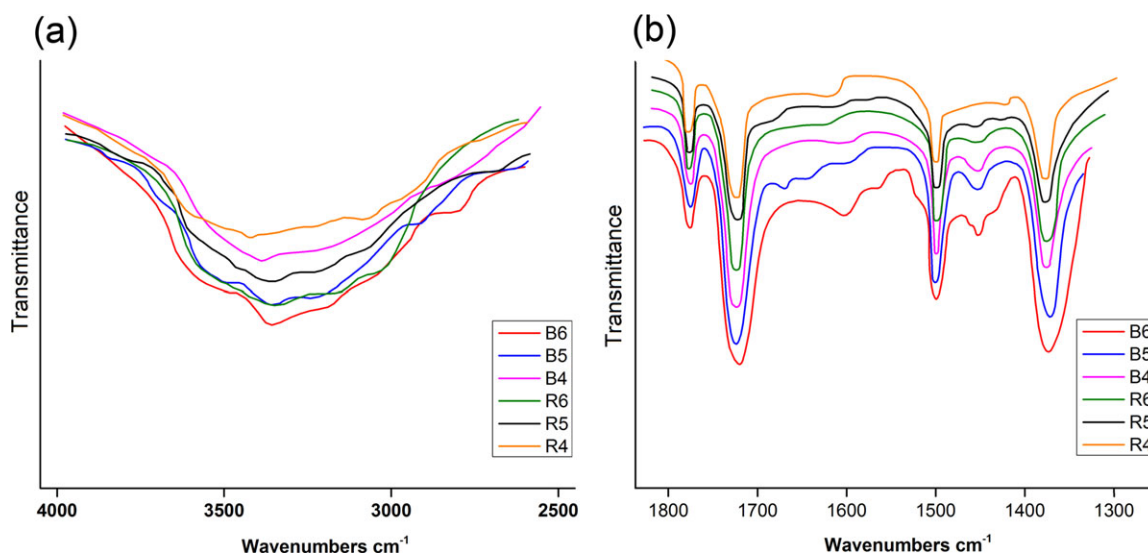 (a)
Transmittance
B6
B5
B4
R6
R5
R4
4000 3500 3000 2500
Wavenumbers cm-1
(b)
Transmittance
B6
B5
B4
R6
R5
R4
1800 1700 1600 1500 1400 1300
Wavenumbers cm-1